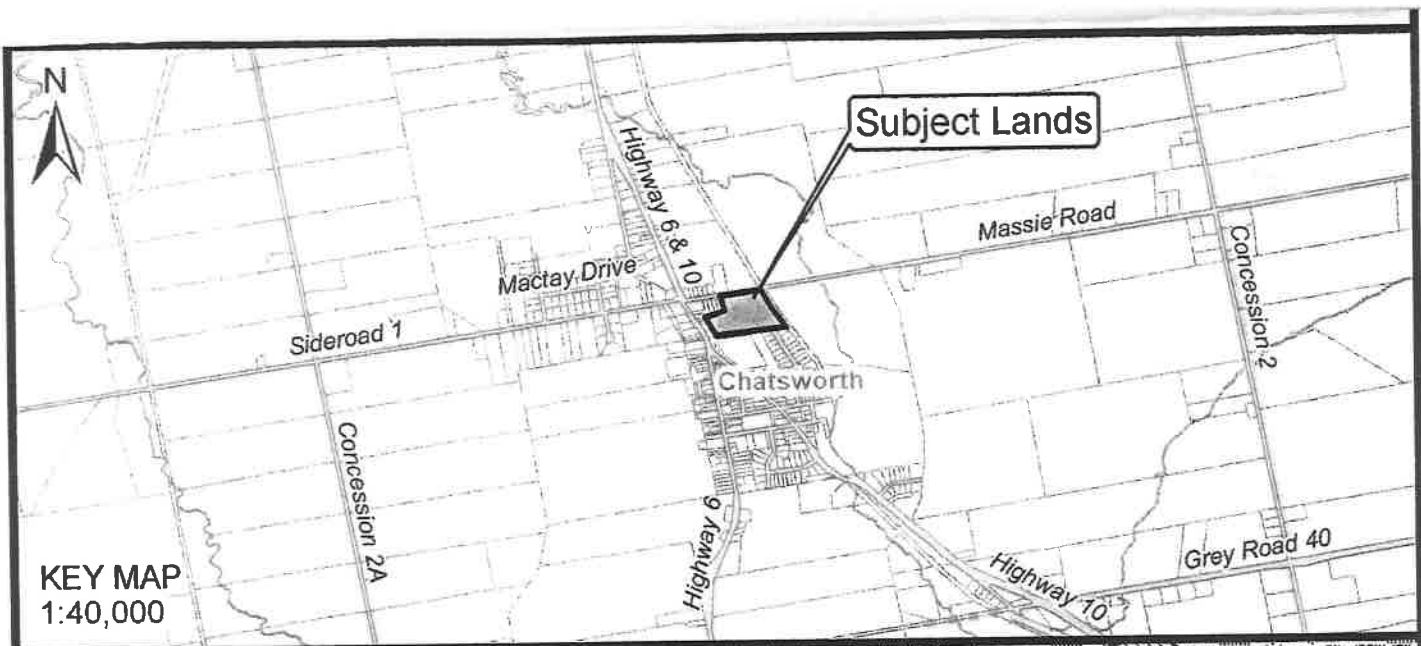 N
Subject Lands
Highway 6 & 10
Massie Road
Mactay Drive
Concession 2
Sideroad 1
Chatsworth
Concession 2A
Highway 6
Grey Road 40
Highway 10
KEY MAP
1:40,000